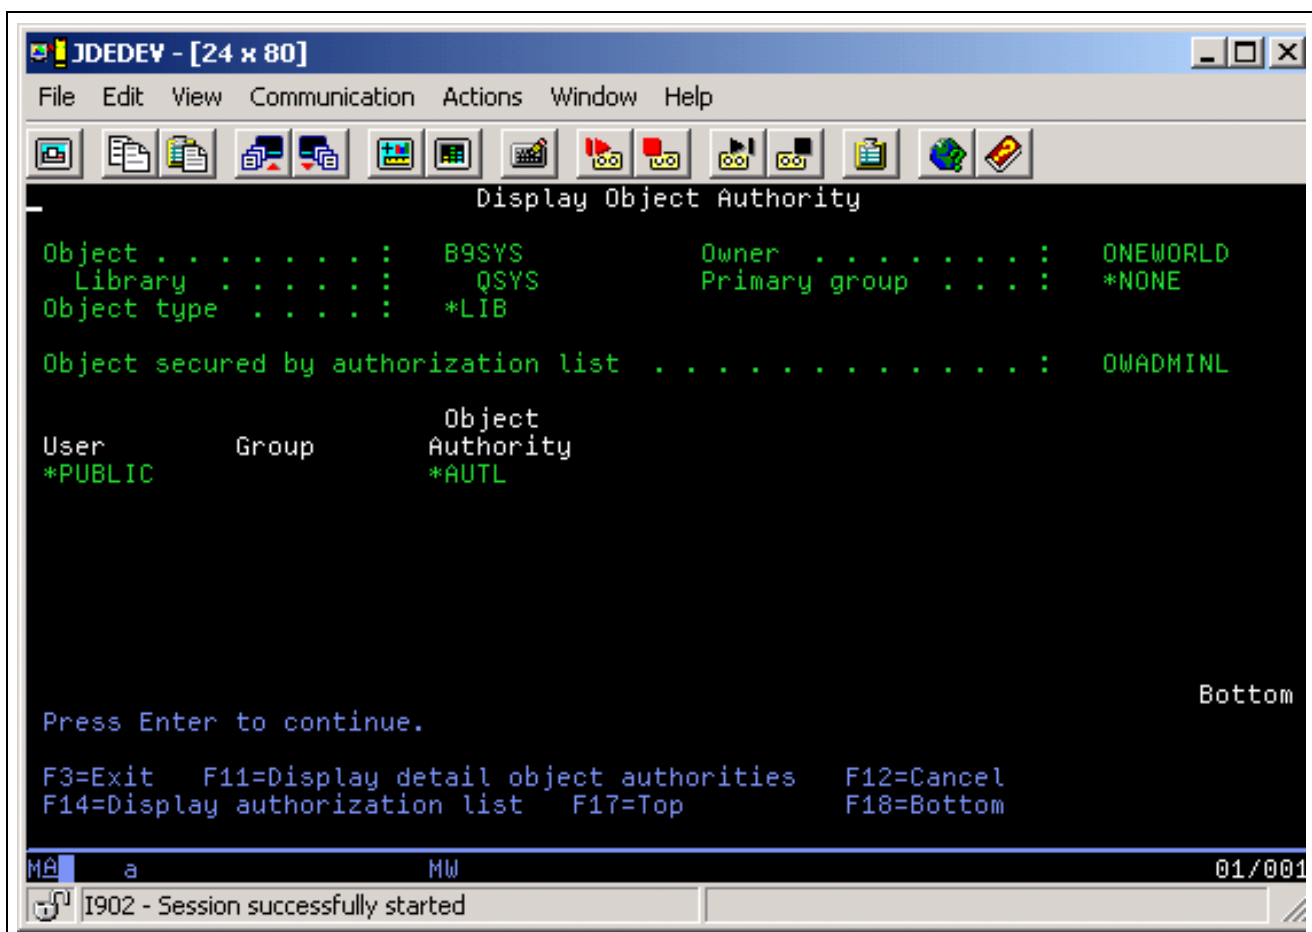 JDEDEV - [24 x 80]
File Edit View Communication Actions Window Help
Display Object Authority
Object . . . . . . . : B9SYS Owner . . . . . . . : ONEWORLD
Library . . . . . : QSYS Primary group . . . : *NONE
Object type . . . . : *LIB
Object secured by authorization list . . . . . . . . . . . . . : OWADMINL
Object
User Group Authority
*PUBLIC *AUTL
Bottom
Press Enter to continue.
F3=Exit F11=Display detail object authorities F12=Cancel
F14=Display authorization list F17=Top F18=Bottom
MA a MW 01/001
I902 - Session successfully started